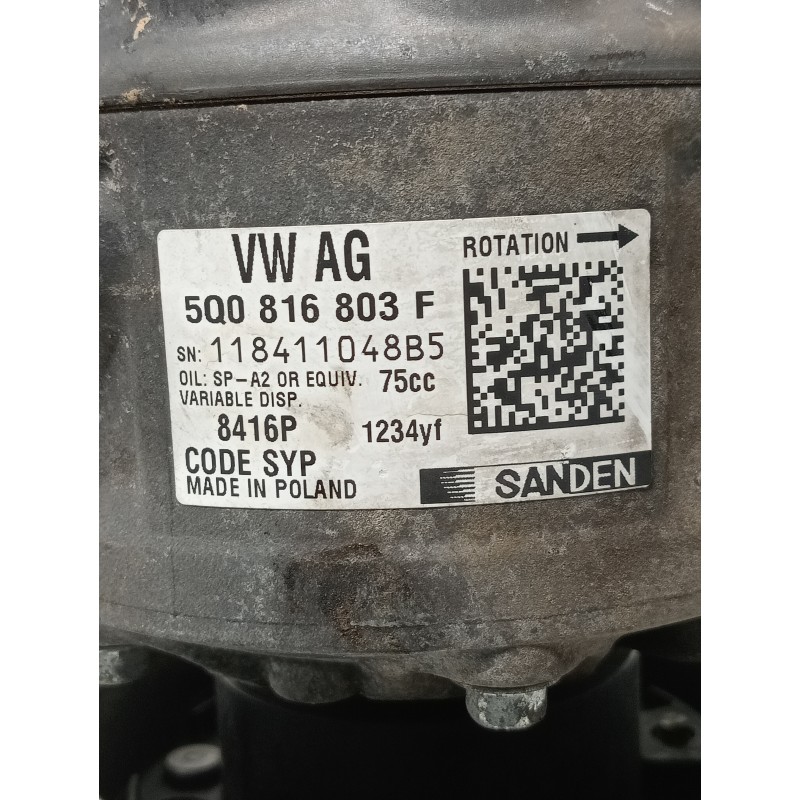 VW AG
ROTATION
5Q0 816 803 F
SN: 118411048B5
OIL: SP-A2 OR EQUIV. 75cc
VARIABLE DISP.
8416P 1234yf
CODE SYP
MADE IN POLAND
SANDEN